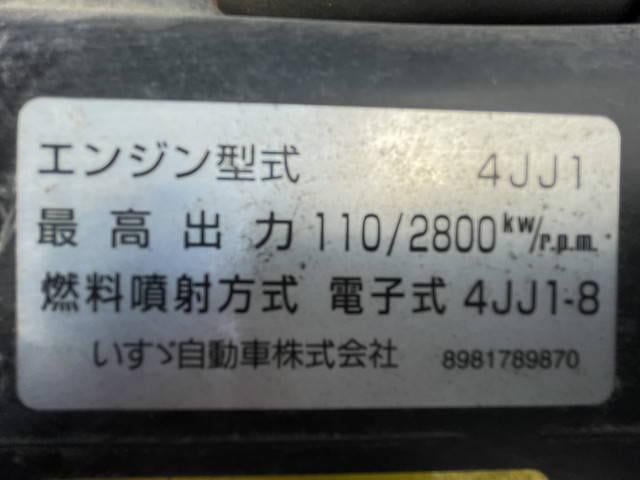 エンジン型式 4JJ1
最高出力 110/2800 kw/r.p.m.
燃料噴射方式 電子式 4JJ1-8
いすゞ自動車株式会社 8981789870